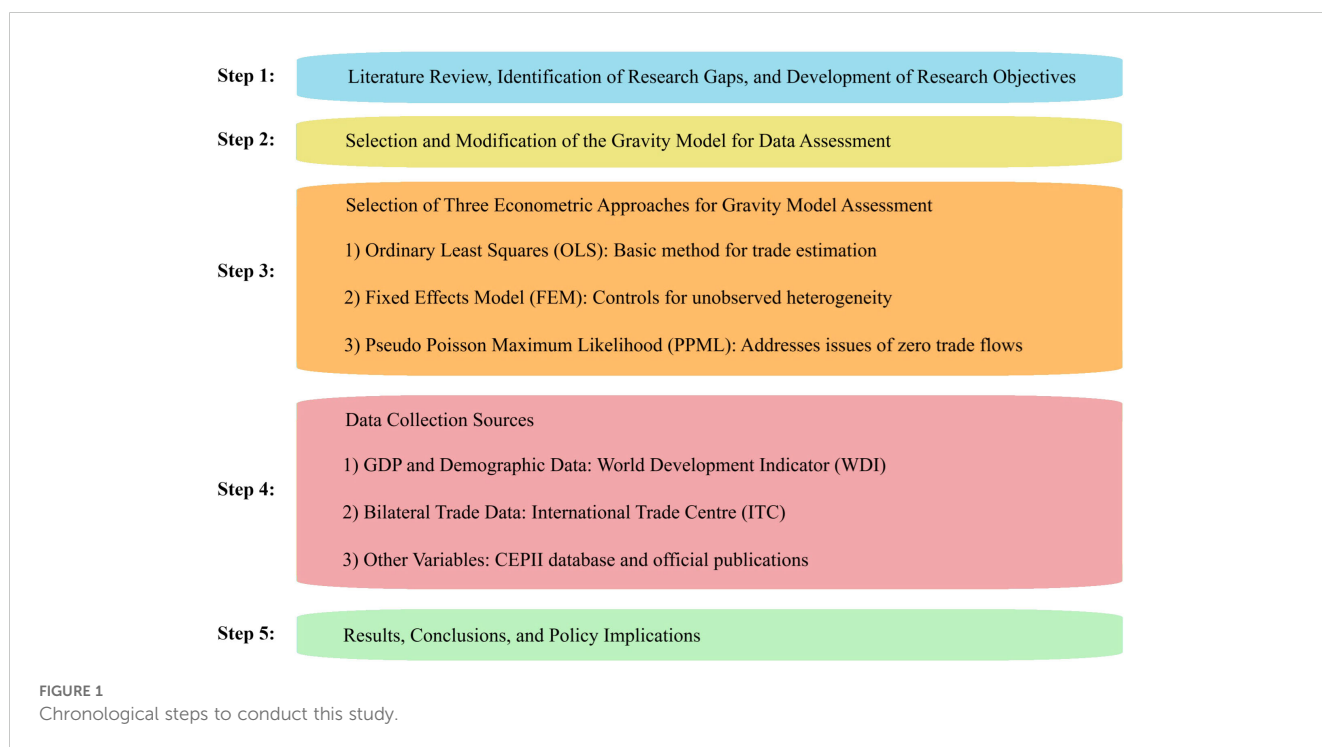 Step 1:
Literature Review, Identification of Research Gaps, and Development of Research Objectives
Step 2:
Selection and Modification of the Gravity Model for Data Assessment
Step 3:
Selection of Three Econometric Approaches for Gravity Model Assessment
1) Ordinary Least Squares (OLS): Basic method for trade estimation
2) Fixed Effects Model (FEM): Controls for unobserved heterogeneity
3) Pseudo Poisson Maximum Likelihood (PPML): Addresses issues of zero trade flows
Step 4:
Data Collection Sources
1) GDP and Demographic Data: World Development Indicator (WDI)
2) Bilateral Trade Data: International Trade Centre (ITC)
3) Other Variables: CEPII database and official publications
Step 5:
Results, Conclusions, and Policy Implications
FIGURE 1
Chronological steps to conduct this study.